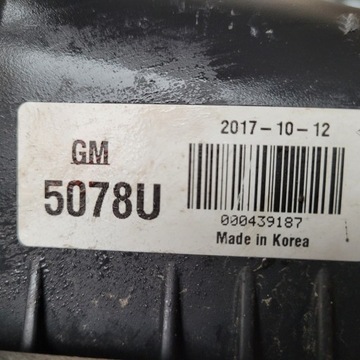 GM
5078U
2017-10-12
000439187
Made in Korea